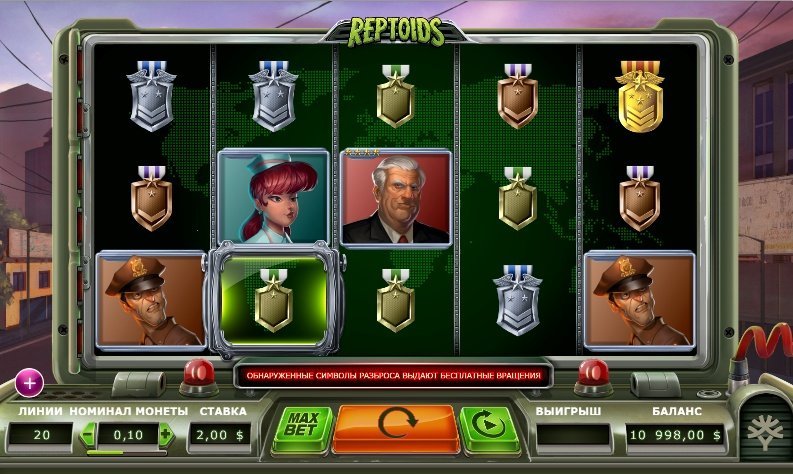 REPTOIDS
ОБНАРУЖЕННЫЕ СИМВОЛЫ РАЗБРОСА ВЫДАЮТ БЕСПЛАТНЫЕ ВРАЩЕНИЯ
ЛИНИИ НОМИНАЛ МОНЕТЫ СТАВКА MAX BET ВЫИГРЫШ БАЛАНС
20 0,10 2,00 $ 10 998,00 $